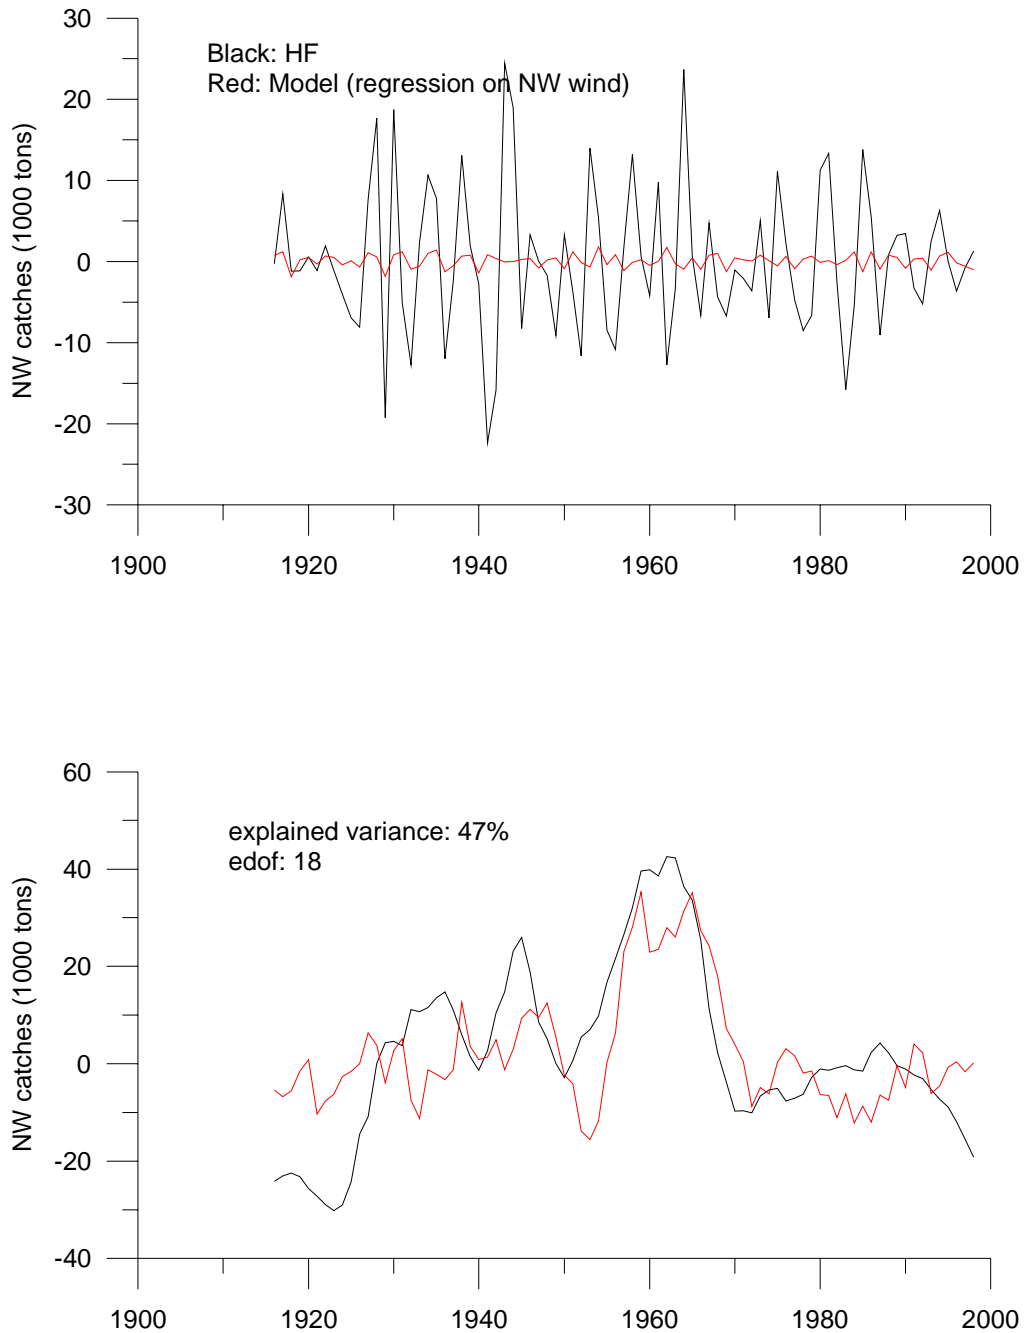 30
Black: HF
Red: Model (regression on NW wind)
20
10
0
-10
-20
-30
NW catches (1000 tons)
1900 1920 1940 1960 1980 2000
60
explained variance: 47%
edof: 18
40
20
0
-20
-40
NW catches (1000 tons)
1900 1920 1940 1960 1980 2000